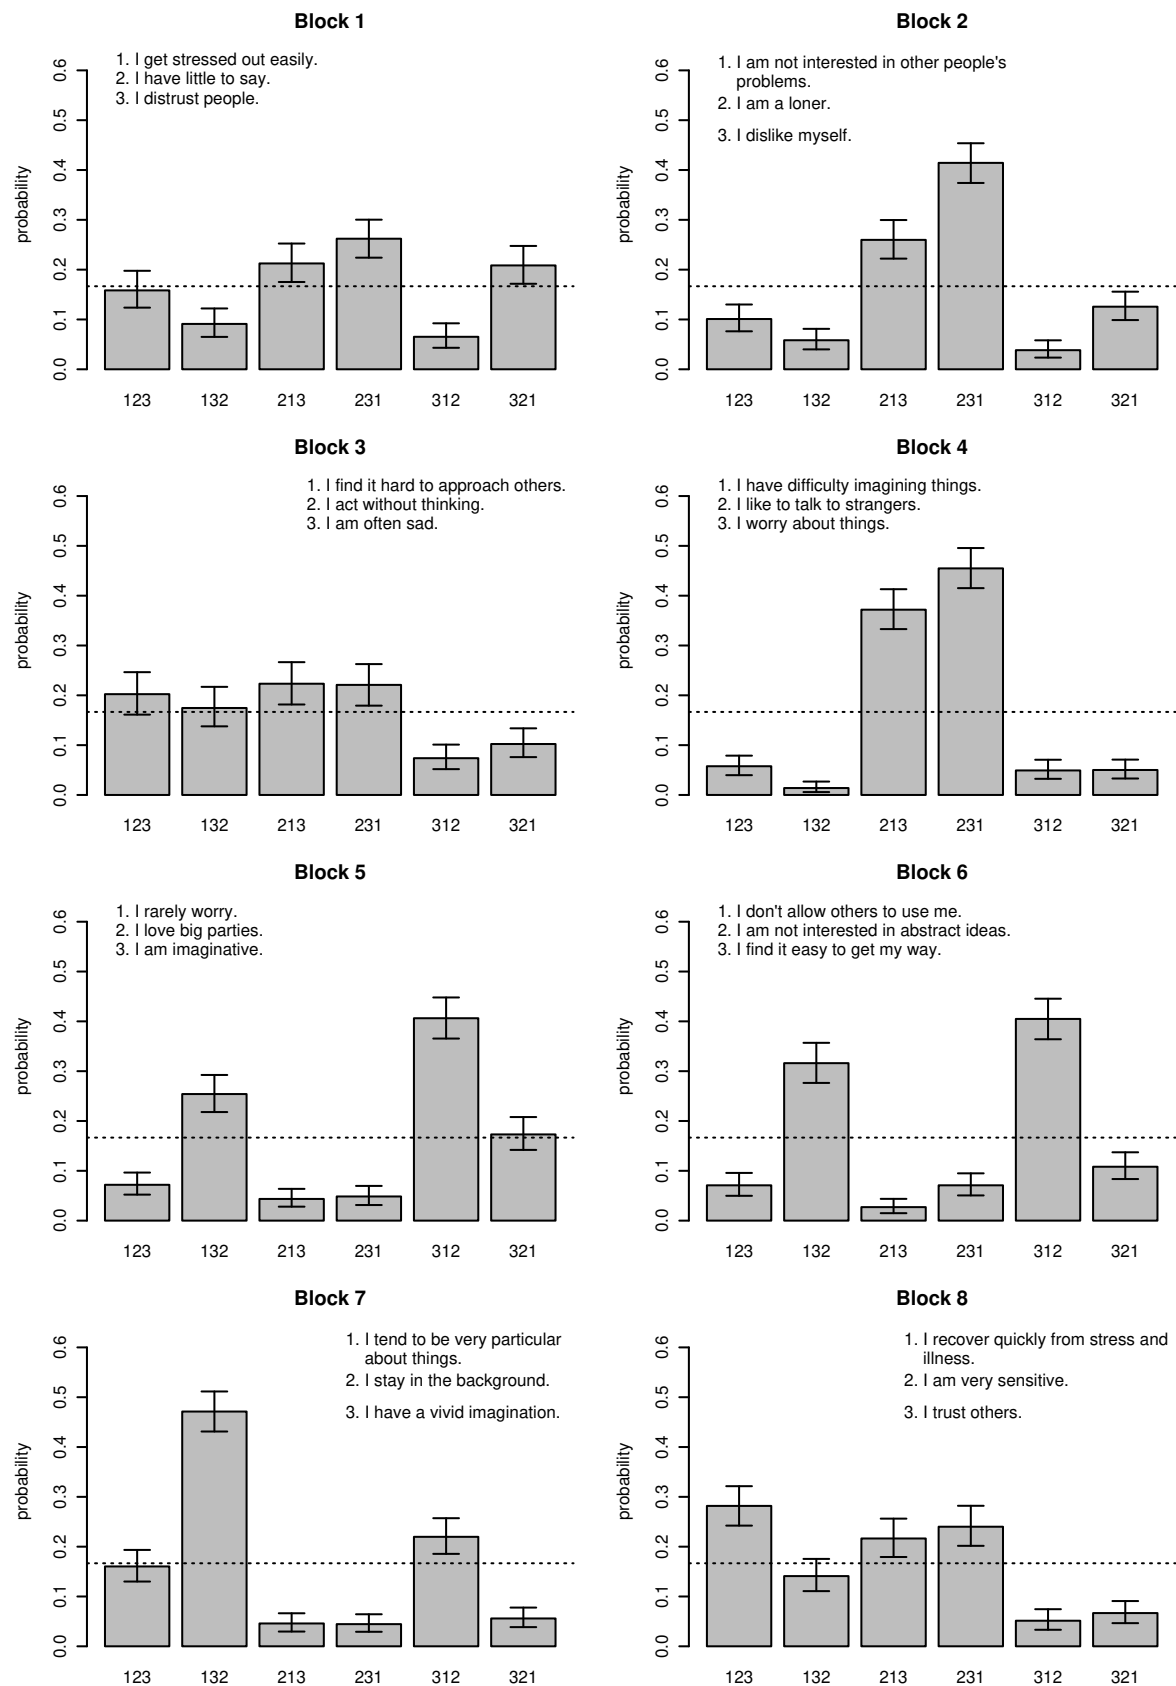 Block 1
1. I get stressed out easily.
2. I have little to say.
3. I distrust people.
probability
0.6
0.5
0.4
0.3
0.2
0.1
0.0
123 132 213 231 312 321
Block 2
1. I am not interested in other people's
problems.
2. I am a loner.
3. I dislike myself.
probability
0.6
0.5
0.4
0.3
0.2
0.1
0.0
123 132 213 231 312 321
Block 3
1. I find it hard to approach others.
2. I act without thinking.
3. I am often sad.
probability
0.6
0.5
0.4
0.3
0.2
0.1
0.0
123 132 213 231 312 321
Block 4
1. I have difficulty imagining things.
2. I like to talk to strangers.
3. I worry about things.
probability
0.6
0.5
0.4
0.3
0.2
0.1
0.0
123 132 213 231 312 321
Block 5
1. I rarely worry.
2. I love big parties.
3. I am imaginative.
probability
0.6
0.5
0.4
0.3
0.2
0.1
0.0
123 132 213 231 312 321
Block 6
1. I don't allow others to use me.
2. I am not interested in abstract ideas.
3. I find it easy to get my way.
probability
0.6
0.5
0.4
0.3
0.2
0.1
0.0
123 132 213 231 312 321
Block 7
1. I tend to be very particular
about things.
2. I stay in the background.
3. I have a vivid imagination.
probability
0.6
0.5
0.4
0.3
0.2
0.1
0.0
123 132 213 231 312 321
Block 8
1. I recover quickly from stress and
illness.
2. I am very sensitive.
3. I trust others.
probability
0.6
0.5
0.4
0.3
0.2
0.1
0.0
123 132 213 231 312 321